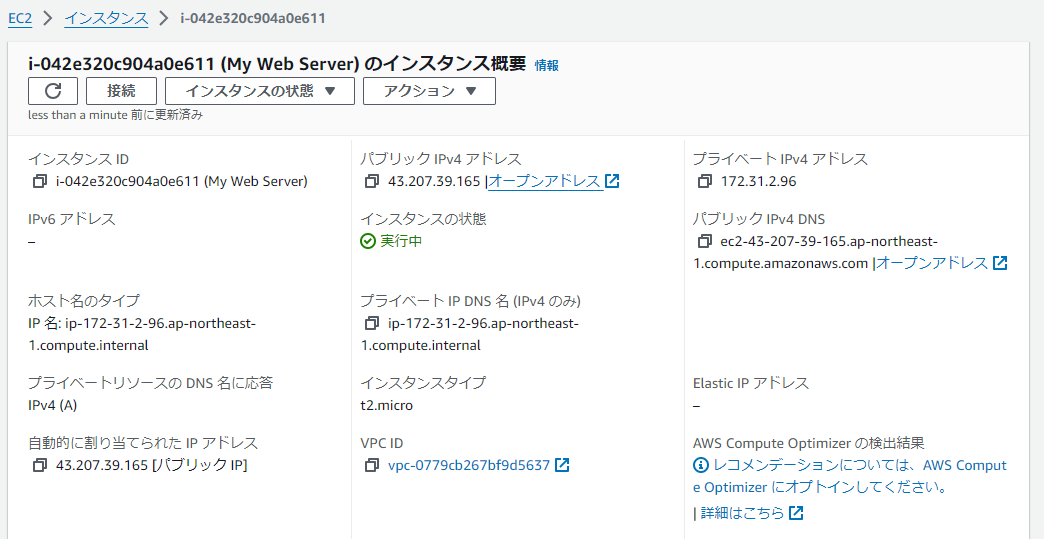 EC2 > インスタンス > i-042e320c904a0e611
i-042e320c904a0e611 (My Web Server) のインスタンス概要 情報
接続 インスタンスの状態 ▼ アクション ▼
less than a minute 前に更新済み
インスタンス ID
i-042e320c904a0e611 (My Web Server)
パブリック IPv4 アドレス
43.207.39.165 |オープンアドレス
プライベート IPv4 アドレス
172.31.2.96
IPv6 アドレス
–
インスタンスの状態
実行中
パブリック IPv4 DNS
ec2-43-207-39-165.ap-northeast-
1.compute.amazonaws.com |オープンアドレス
ホスト名のタイプ
IP 名: ip-172-31-2-96.ap-northeast-
1.compute.internal
プライベート IP DNS 名 (IPv4 のみ)
ip-172-31-2-96.ap-northeast-
1.compute.internal
プライベートリソースの DNS 名に応答
IPv4 (A)
インスタンスタイプ
t2.micro
Elastic IP アドレス
–
自動的に割り当てられた IP アドレス
43.207.39.165 [パブリック IP]
VPC ID
vpc-0779cb267bf9d5637
AWS Compute Optimizer の検出結果
レコメンデーションについては、AWS Comput
e Optimizer にオプトインしてください。
| 詳細はこちら